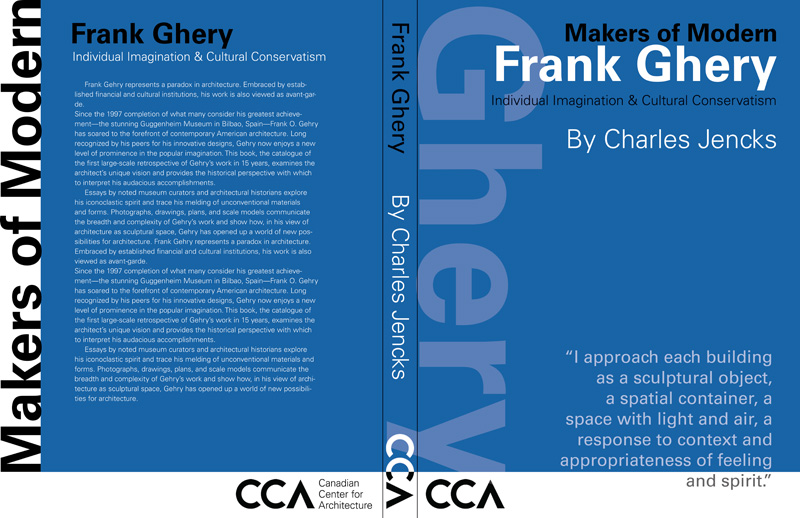 Makers of Modern
Frank Ghery
Individual Imagination & Cultural Conservatism
Frank Gehry represents a paradox in architecture. Embraced by estab-
lished financial and cultural institutions, his work is also viewed as avant-gar-
de.
Since the 1997 completion of what many consider his greatest achieve-
ment—the stunning Guggenheim Museum in Bilbao, Spain—Frank O. Gehry
has soared to the forefront of contemporary American architecture. Long
recognized by his peers for his innovative designs, Gehry now enjoys a new
level of prominence in the popular imagination. This book, the catalogue of
the first large-scale retrospective of Gehry's work in 15 years, examines the
architect's unique vision and provides the historical perspective with which
to interpret his audacious accomplishments.
Essays by noted museum curators and architectural historians explore
his iconoclastic spirit and trace his melding of unconventional materials
and forms. Photographs, drawings, plans, and scale models communicate
the breadth and complexity of Gehry's work and show how, in his view of
architecture as sculptural space, Gehry has opened up a world of new pos-
sibilities for architecture. Frank Gehry represents a paradox in architecture.
Embraced by established financial and cultural institutions, his work is also
viewed as avant-garde.
Since the 1997 completion of what many consider his greatest achieve-
ment—the stunning Guggenheim Museum in Bilbao, Spain—Frank O. Gehry
has soared to the forefront of contemporary American architecture. Long
recognized by his peers for his innovative designs, Gehry now enjoys a new
level of prominence in the popular imagination. This book, the catalogue of
the first large-scale retrospective of Gehry's work in 15 years, examines the
architect's unique vision and provides the historical perspective with which
to interpret his audacious accomplishments.
Essays by noted museum curators and architectural historians explore
his iconoclastic spirit and trace his melding of unconventional materials and
forms. Photographs, drawings, plans, and scale models communicate the
breadth and complexity of Gehry's work and show how, in his view of archi-
tecture as sculptural space, Gehry has opened up a world of new possibili-
ties for architecture.
CCA
Canadian
Center for
Architecture
Frank Ghery By Charles Jencks
CCA
Ghery
Makers of Modern
Frank Ghery
Individual Imagination & Cultural Conservatism
By Charles Jencks
“I approach each building
as a sculptural object,
a spatial container, a
space with light and air, a
response to context and
appropriateness of feeling
and spirit.”
CCA